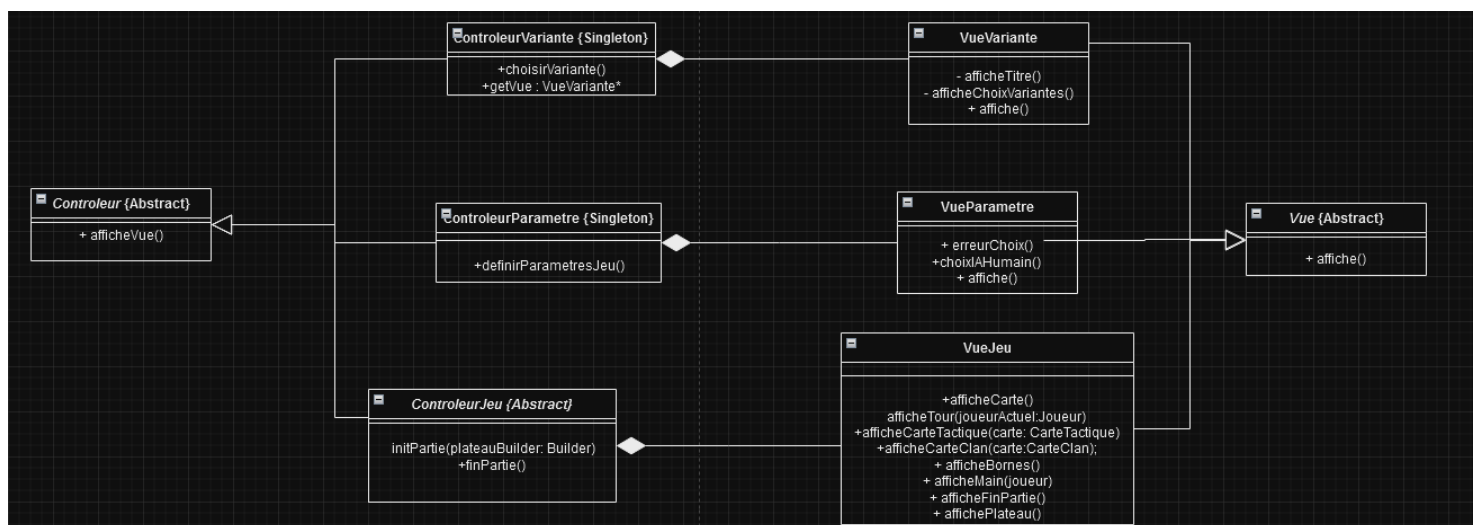 ControleurVariante {Singleton}
+choisirVariante()
+getVue : VueVariante*
VueVariante
- afficheTitre()
- afficheChoixVariantes()
+ affiche()
Controleur {Abstract}
+ afficheVue()
ControleurParametre {Singleton}
+definirParametresJeu()
VueParametre
+ erreurChoix()
+choixIAHumain()
+ affiche()
Vue {Abstract}
+ affiche()
ControleurJeu {Abstract}
initPartie(plateauBuilder: Builder)
+finPartie()
VueJeu
+afficheCarte()
afficheTour(joueurActuel:Joueur)
+afficheCarteTactique(carte: CarteTactique)
+afficheCarteClan(carte:CarteClan);
+ afficheBornes()
+ afficheMain(joueur)
+ afficheFinPartie()
+ affichePlateau()